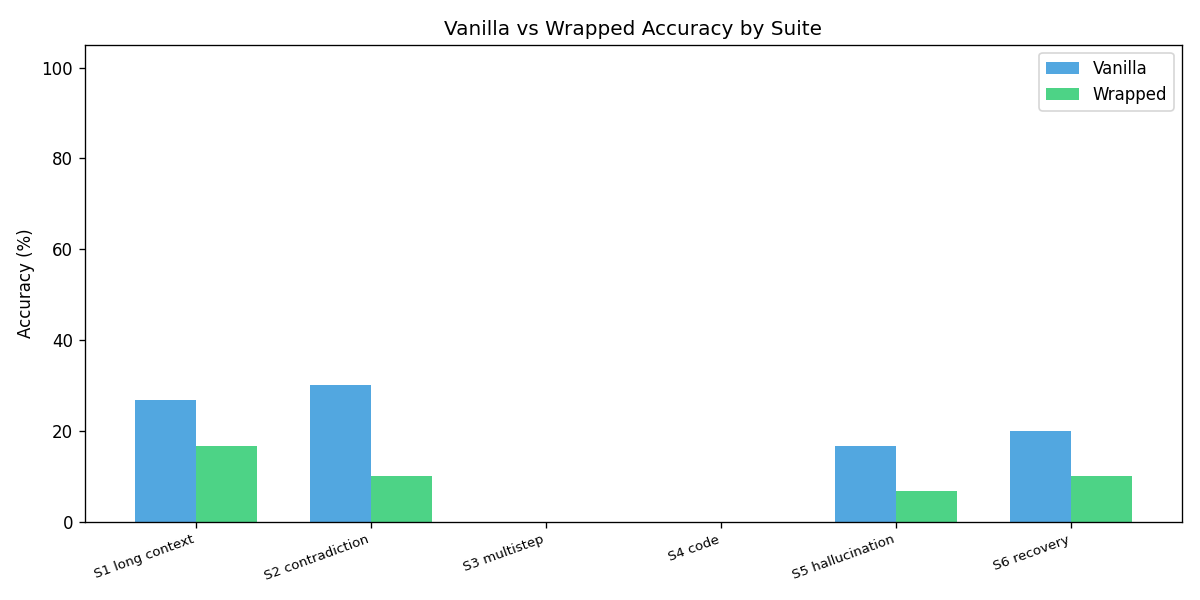 Vanilla vs Wrapped Accuracy by Suite
Vanilla
Wrapped
Accuracy (%)
100
80
60
40
20
0
S1 long context
S2 contradiction
S3 multistep
S4 code
S5 hallucination
S6 recovery